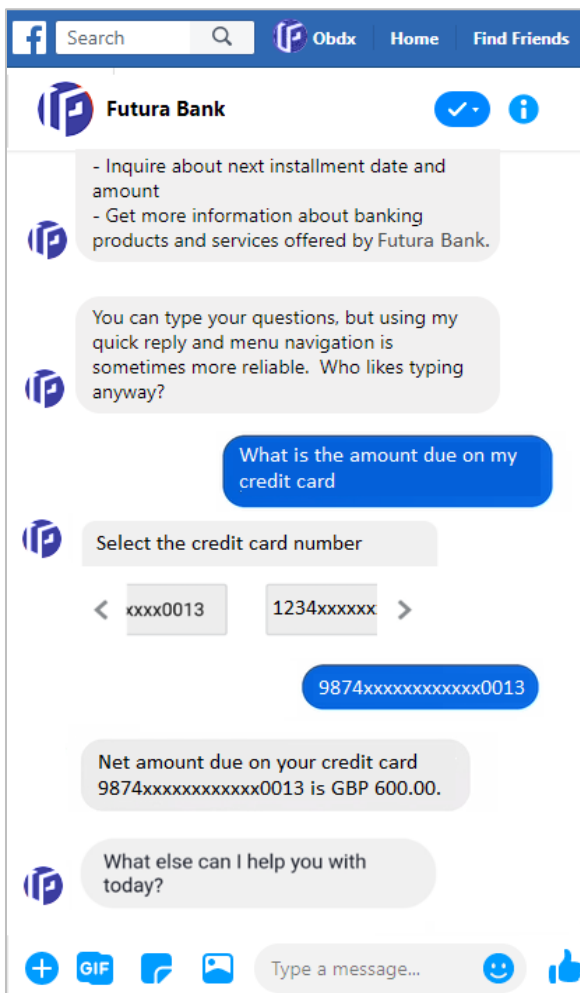 f Search Obdx Home Find Friends
Futura Bank
- Inquire about next installment date and
amount
- Get more information about banking
products and services offered by Futura Bank.
You can type your questions, but using my
quick reply and menu navigation is
sometimes more reliable. Who likes typing
anyway?
What is the amount due on my
credit card
Select the credit card number
xxxx0013 1234xxxxxx
9874xxxxxxxxxxxx0013
Net amount due on your credit card
9874xxxxxxxxxxxx0013 is GBP 600.00.
What else can I help you with
today?
GIF Type a message...